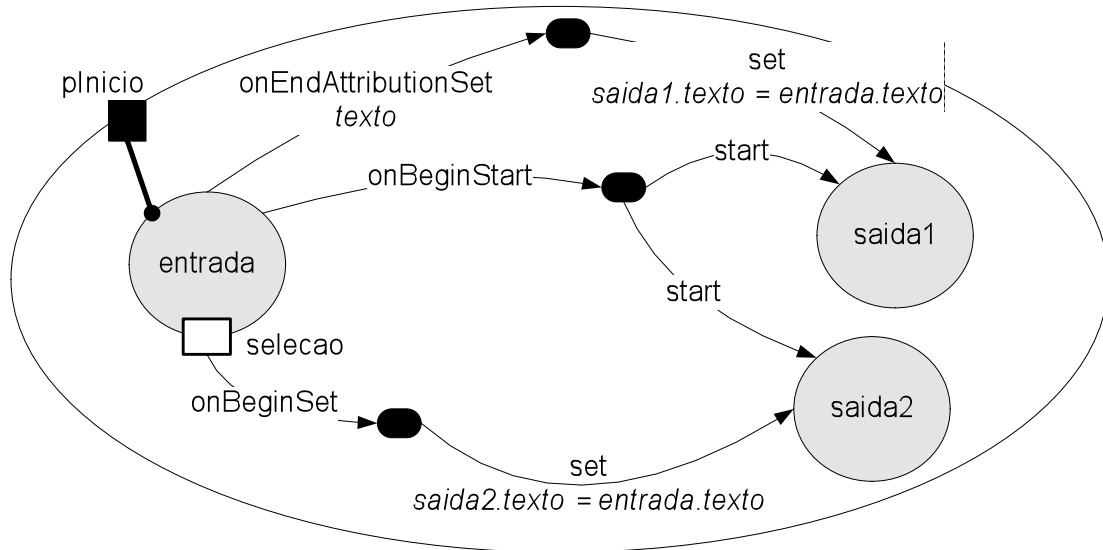 set
pInicio
onEndAttributionSet
saida1.texto = entrada.texto
texto
start
onBeginStart
saida1
entrada
start
selecao
onBeginSet
saida2
set
saida2.texto = entrada.texto